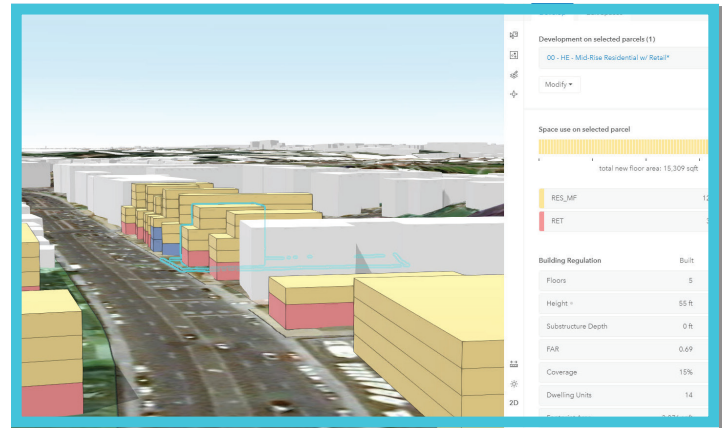 Development on selected parcels (1)
00 - HE - Mid-Rise Residential w/ Retail*
Modify
Space use on selected parcel
total new floor area: 15,309 sqft
RES_MF
RET
Building Regulation Built
Floors 5
Height 55 ft
Substructure Depth 0 ft
FAR 0.69
Coverage 15%
Dwelling Units 14
2D